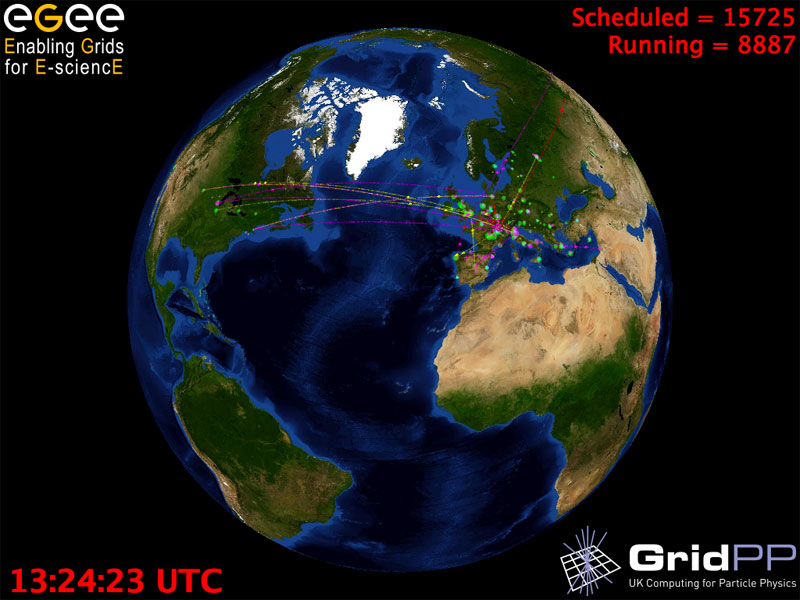 eGee
Enabling Grids
for E-sciencE
Scheduled = 15725
Running = 8887
13:24:23 UTC
GridPP
UK Computing for Particle Physics